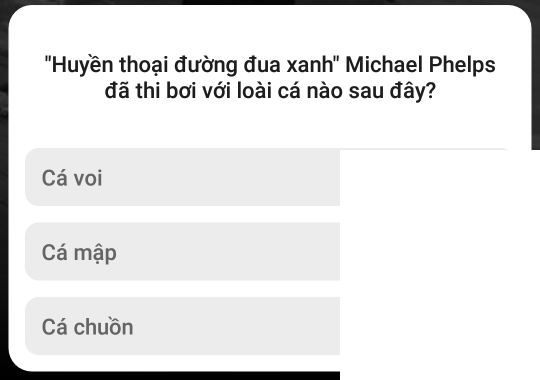 "Huyền thoại đường đua xanh" Michael Phelps
đã thi bơi với loài cá nào sau đây?
Cá voi
Cá mập
Cá chuồn